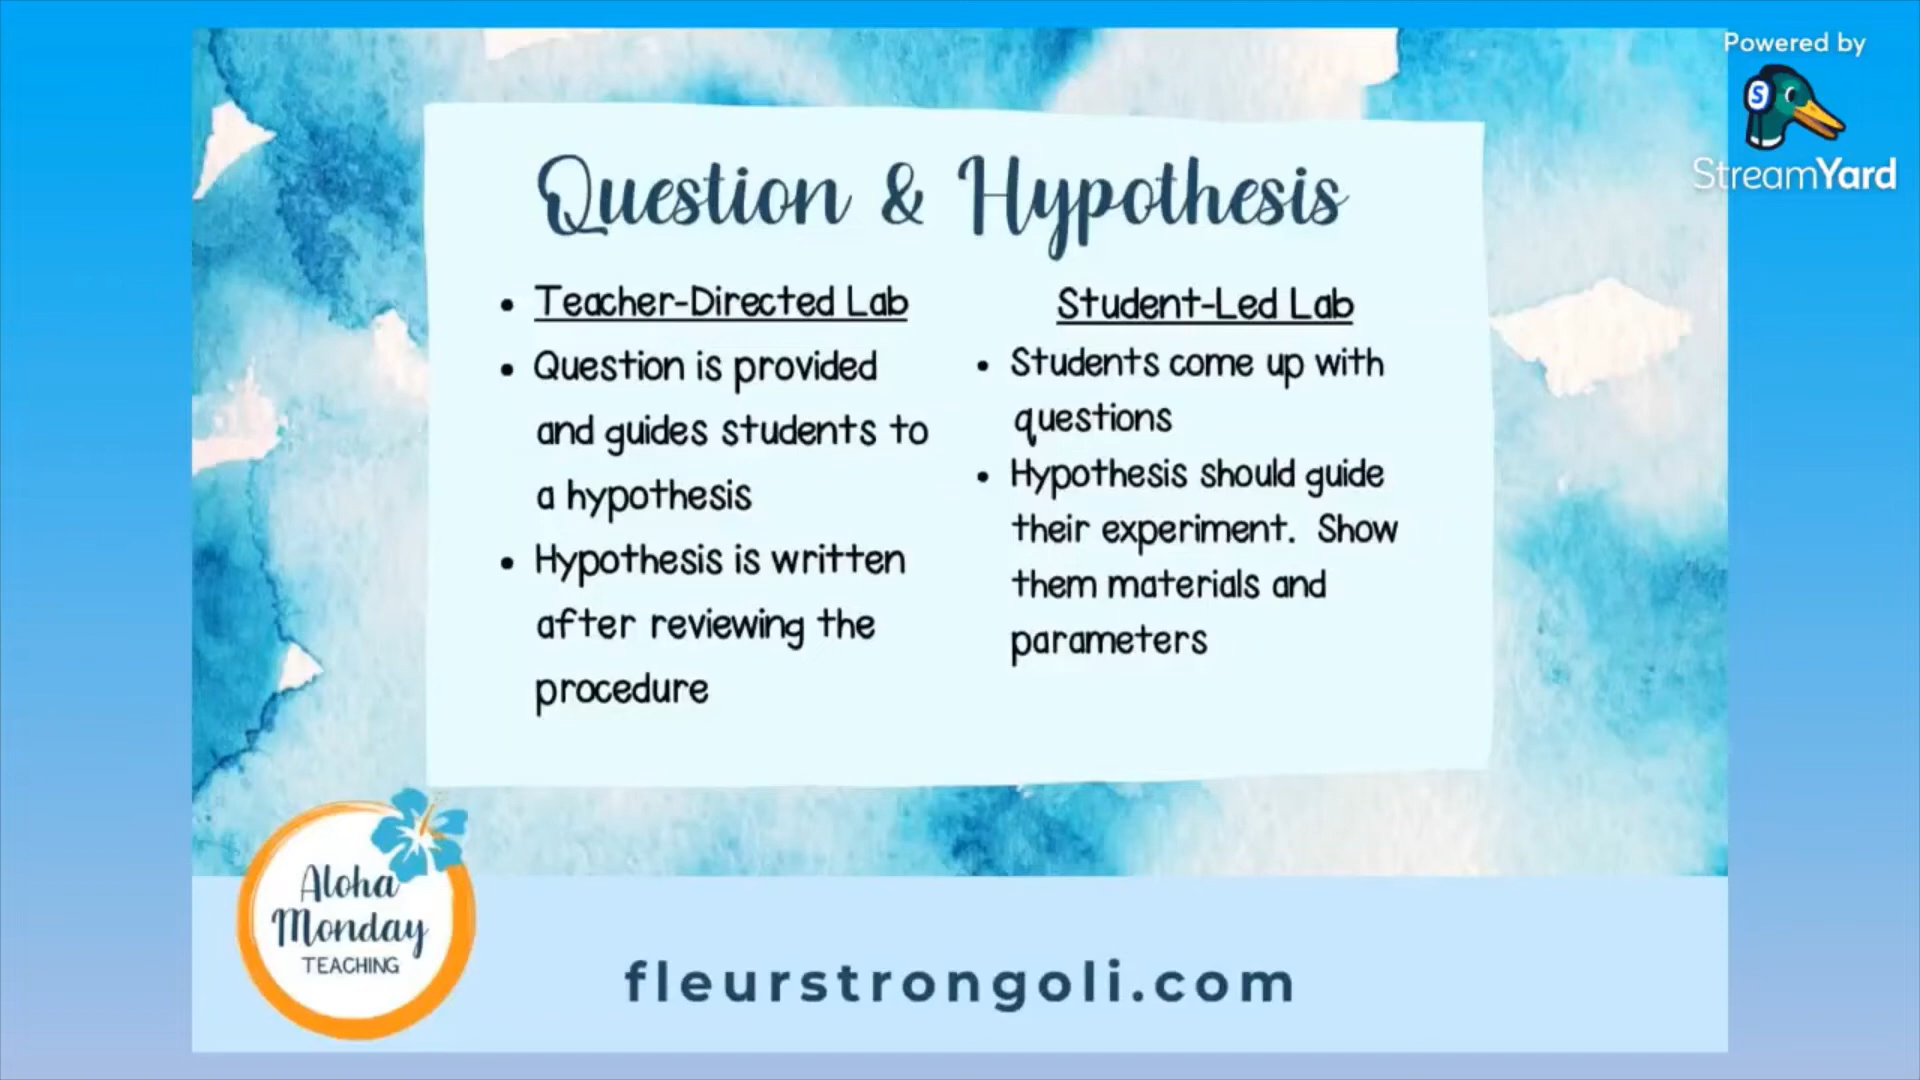 Powered by
S
StreamYard
Question & Hypothesis
• Teacher-Directed Lab
• Question is provided
and guides students to
a hypothesis
• Hypothesis is written
after reviewing the
procedure
Student-Led Lab
• Students come up with
questions
• Hypothesis should guide
their experiment. Show
them materials and
parameters
Aloha
Monday
TEACHING
fleurstrongoli.com